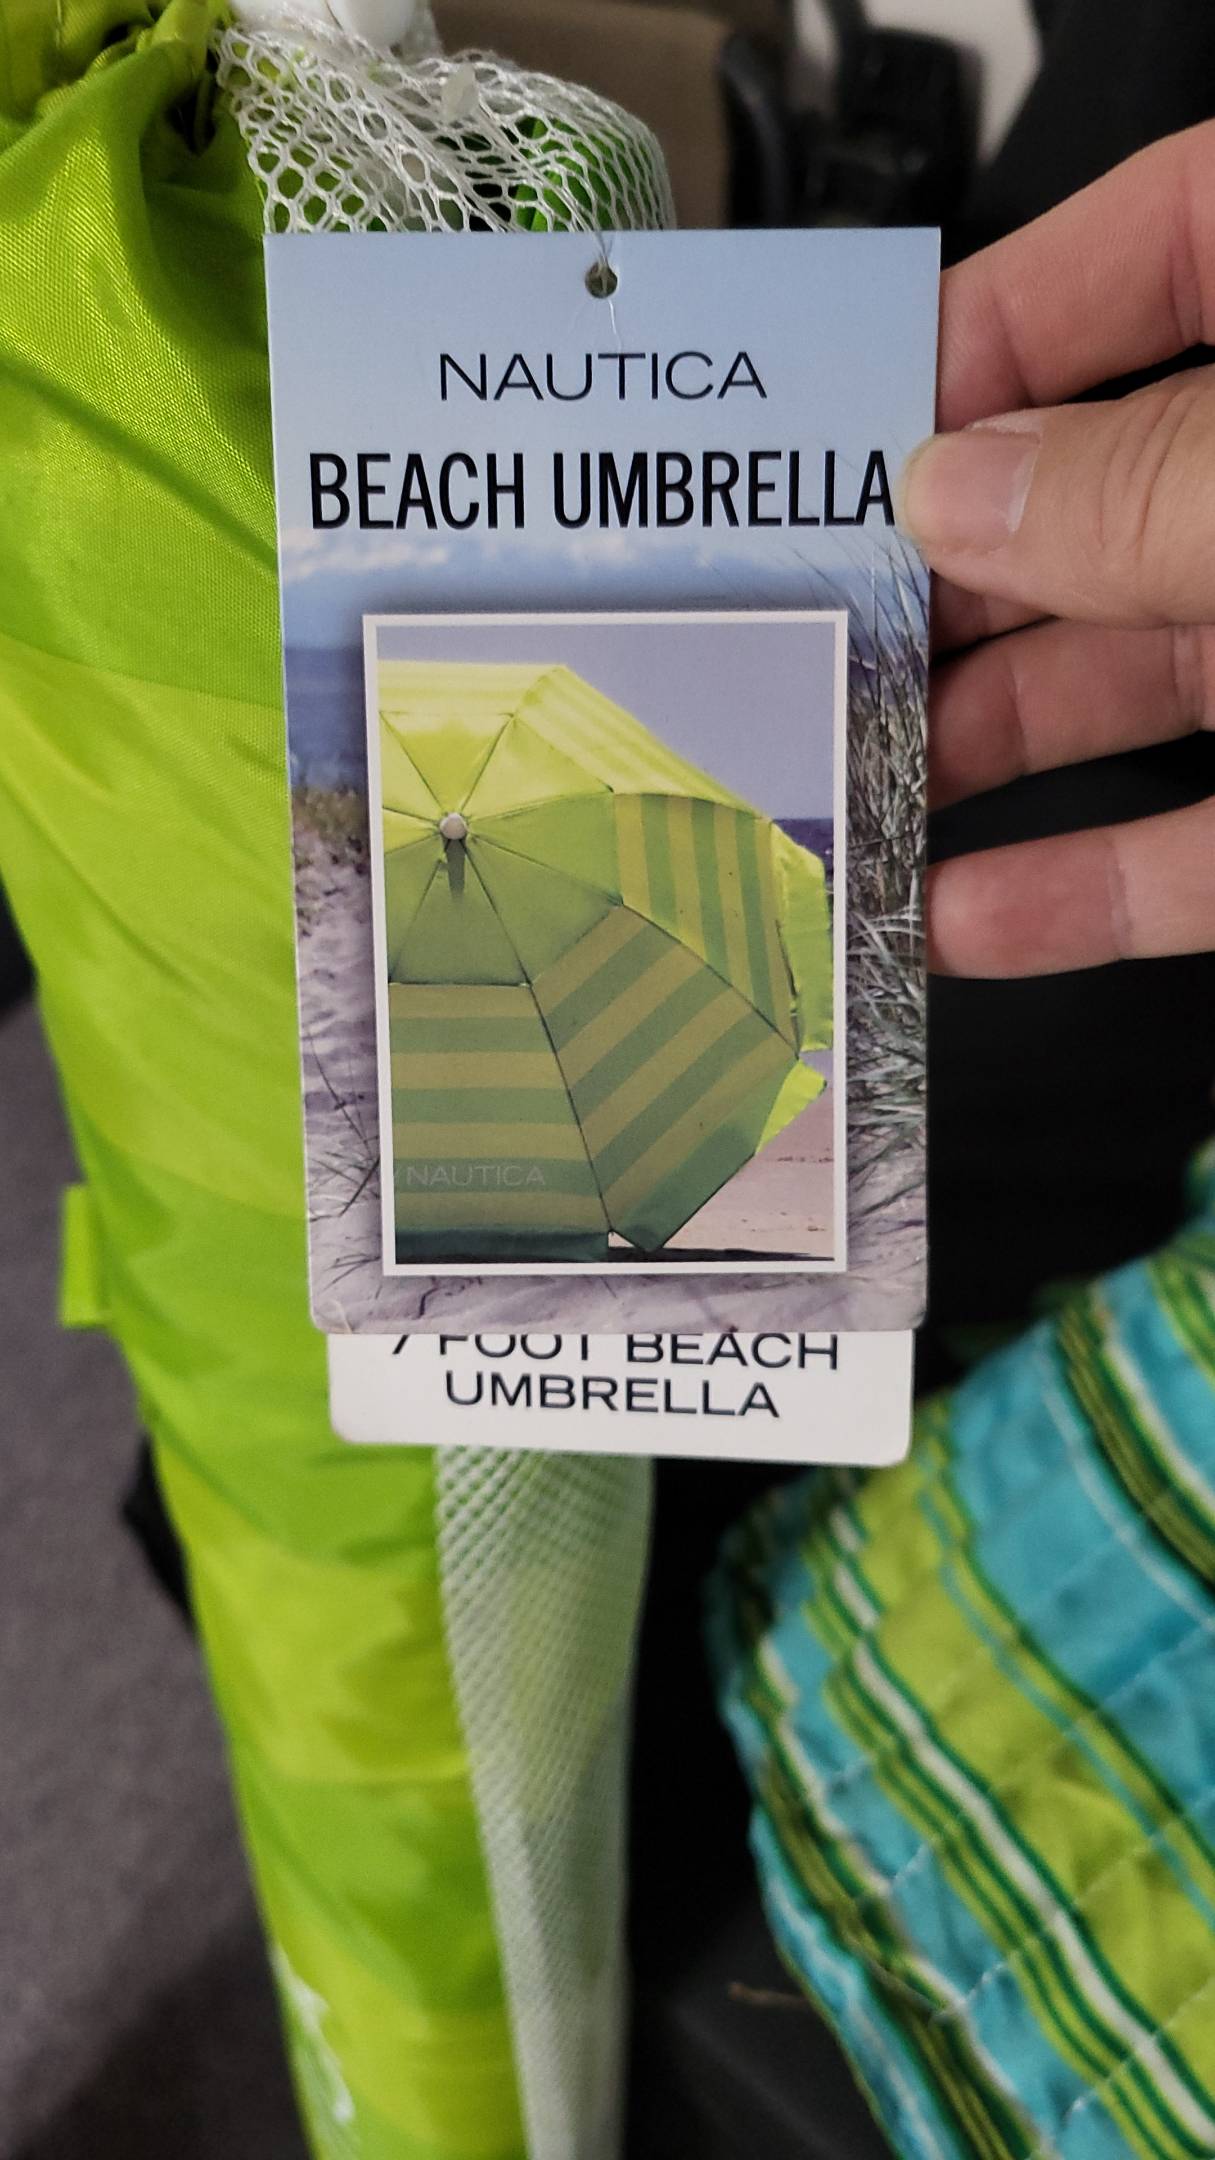 NAUTICA
BEACH UMBRELLA
NAUTICA
7 FOOT BEACH
UMBRELLA